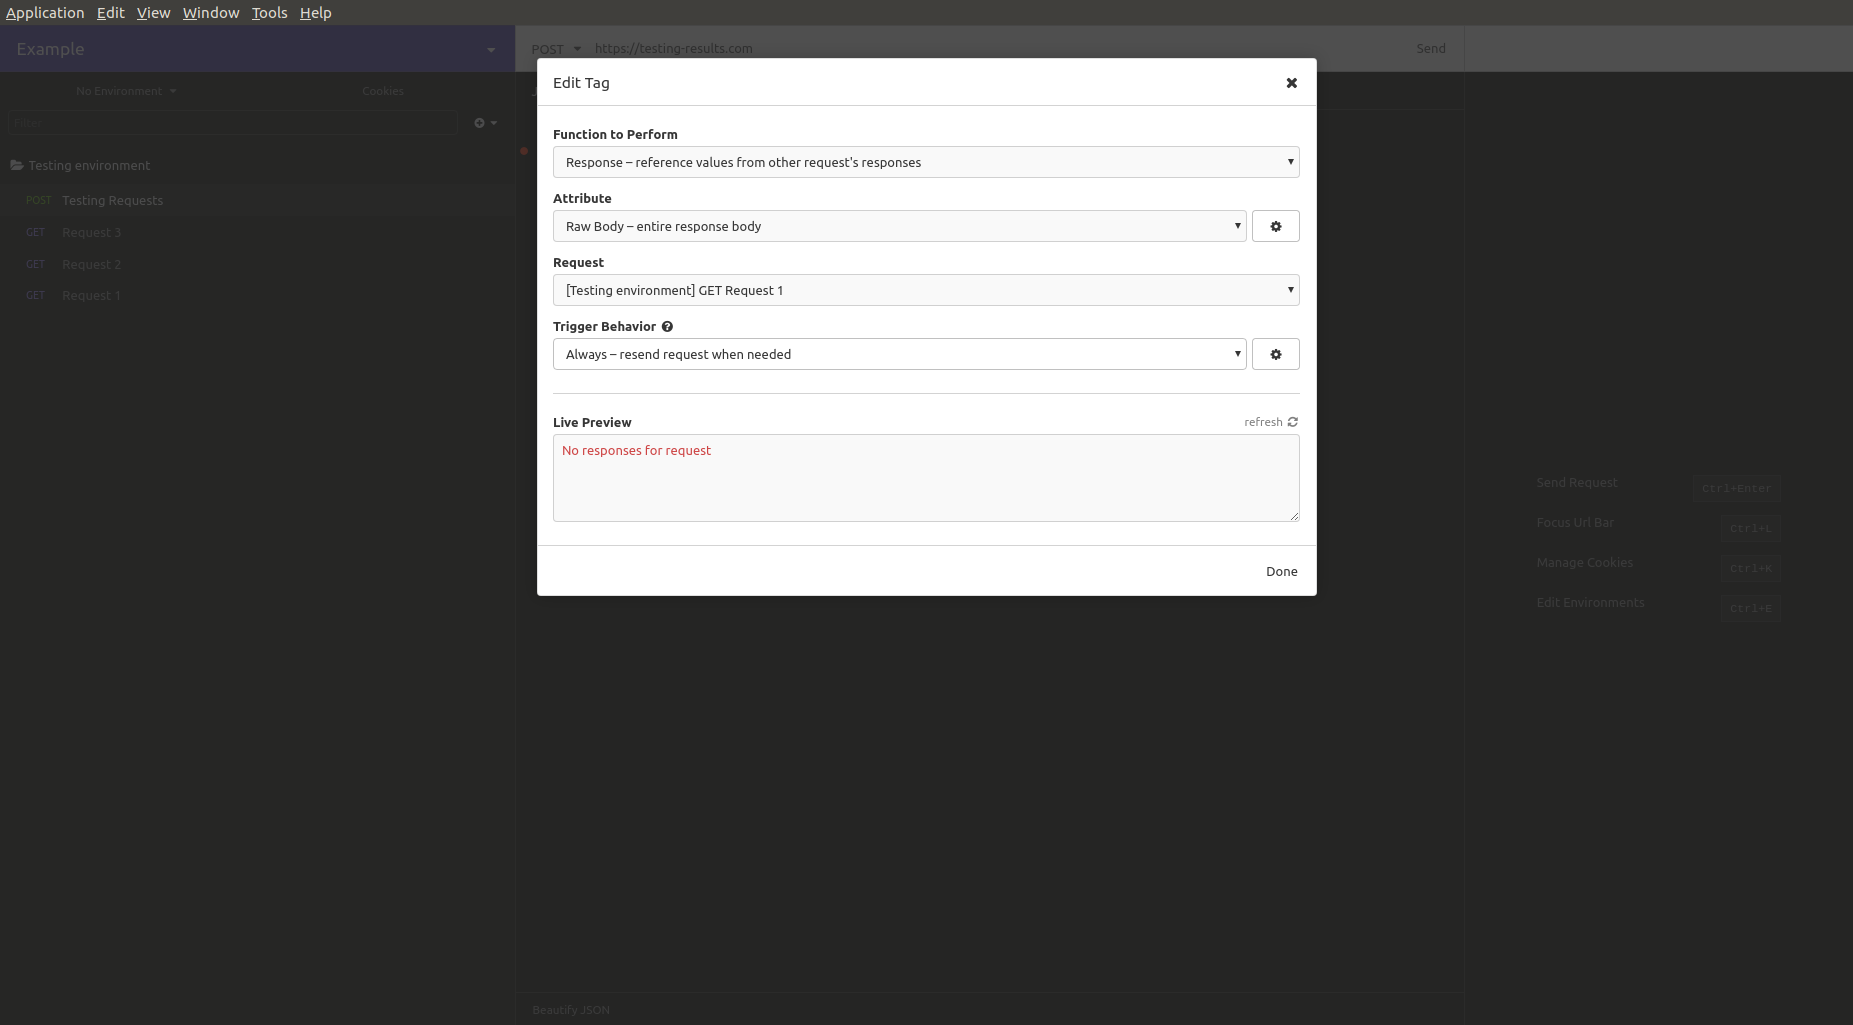 Application Edit View Window Tools Help
Example
POST https://testing-results.com Send
No Environment Cookies
Filter
Testing environment
POST Testing Requests
GET Request 3
GET Request 2
GET Request 1
Edit Tag
Function to Perform
Response – reference values from other request's responses
Attribute
Raw Body – entire response body
Request
[Testing environment] GET Request 1
Trigger Behavior
Always – resend request when needed
Live Preview refresh
No responses for request
Done
Send Request Ctrl+Enter
Focus Url Bar Ctrl+L
Manage Cookies Ctrl+K
Edit Environments Ctrl+E
Beautify JSON